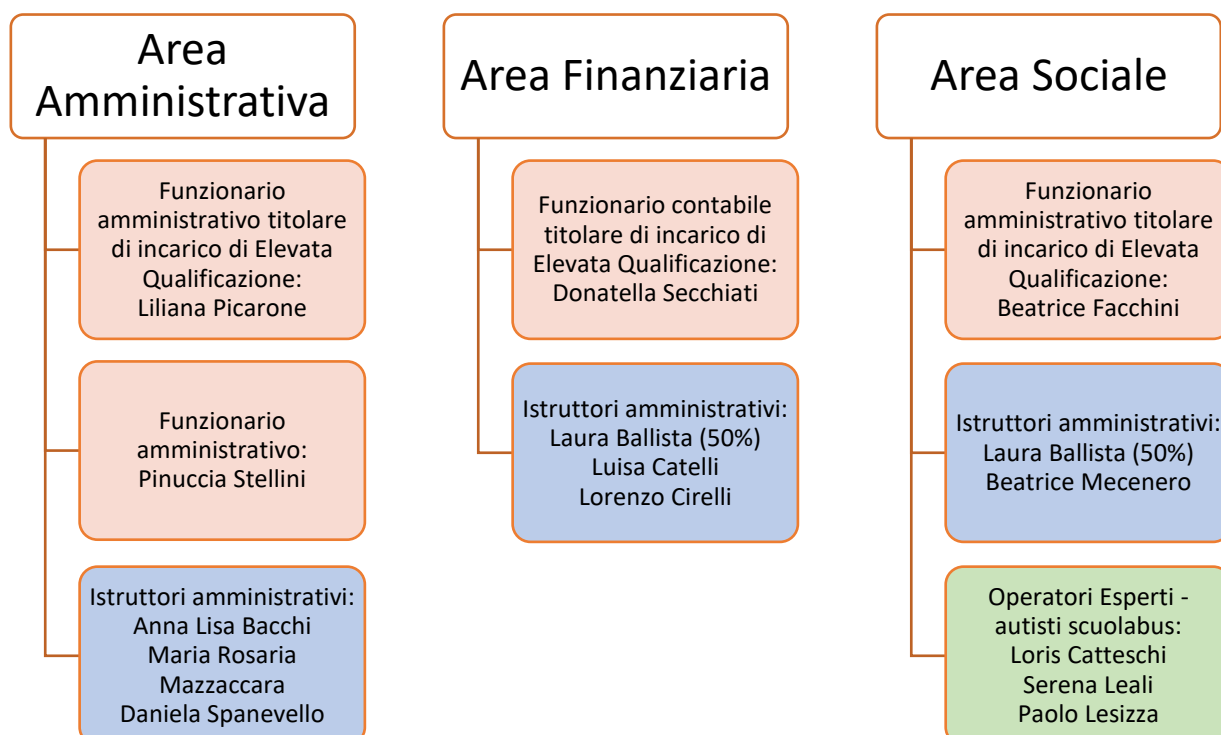 Area
Amministrativa
Funzionario
amministrativo titolare
di incarico di Elevata
Qualificazione:
Liliana Picarone
Funzionario
amministrativo:
Pinuccia Stellini
Istruttori amministrativi:
Anna Lisa Bacchi
Maria Rosaria
Mazzaccara
Daniela Spanevello
Area Finanziaria
Funzionario contabile
titolare di incarico di
Elevata Qualificazione:
Donatella Secchiati
Istruttori amministrativi:
Laura Ballista (50%)
Luisa Catelli
Lorenzo Cirelli
Area Sociale
Funzionario
amministrativo titolare
di incarico di Elevata
Qualificazione:
Beatrice Facchini
Istruttori amministrativi:
Laura Ballista (50%)
Beatrice Mecenero
Operatori Esperti -
autisti scuolabus:
Loris Catteschi
Serena Leali
Paolo Lesizza